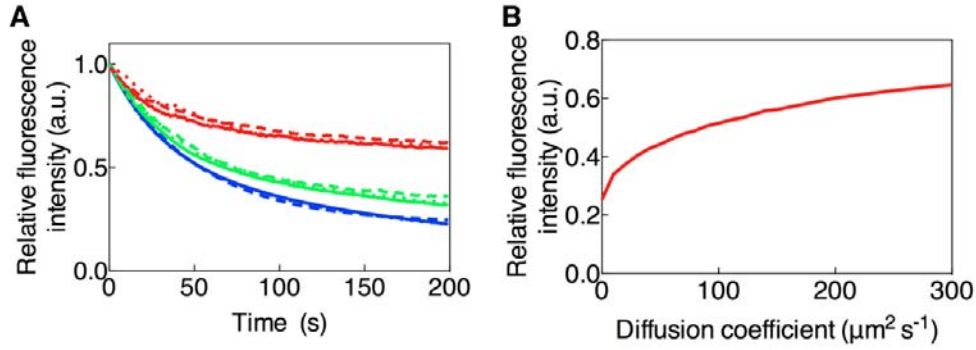 A
Relative fluorescence
intensity (a.u.)
1.0
0.5
0.0
0
50
100
150
200
Time (s)
B
Relative fluorescence
intensity (a.u.)
0.8
0.6
0.4
0.2
0.0
0
100
200
300
Diffusion coefficient (μm² s⁻¹)